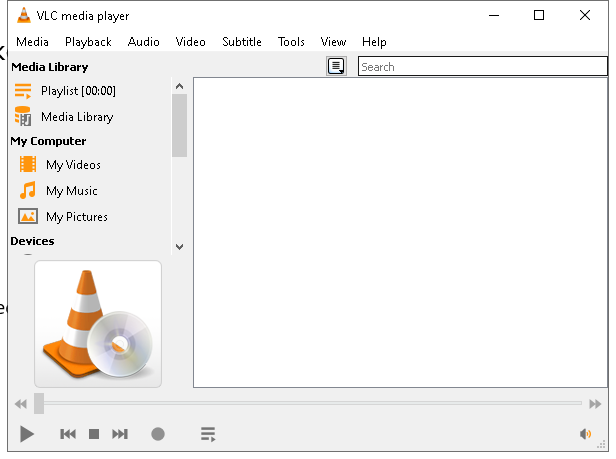 VLC media player
Media Playback Audio Video Subtitle Tools View Help
Media Library
Search
Playlist [00:00]
Media Library
My Computer
My Videos
My Music
My Pictures
Devices